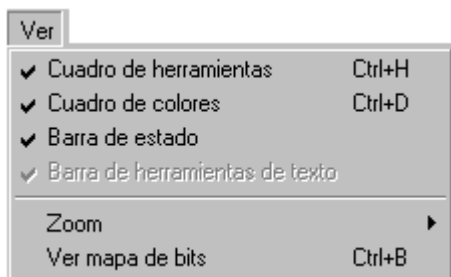 Ver
Cuadro de herramientas Ctrl+H
Cuadro de colores Ctrl+D
Barra de estado
Barra de herramientas de texto
Zoom
Ver mapa de bits Ctrl+B